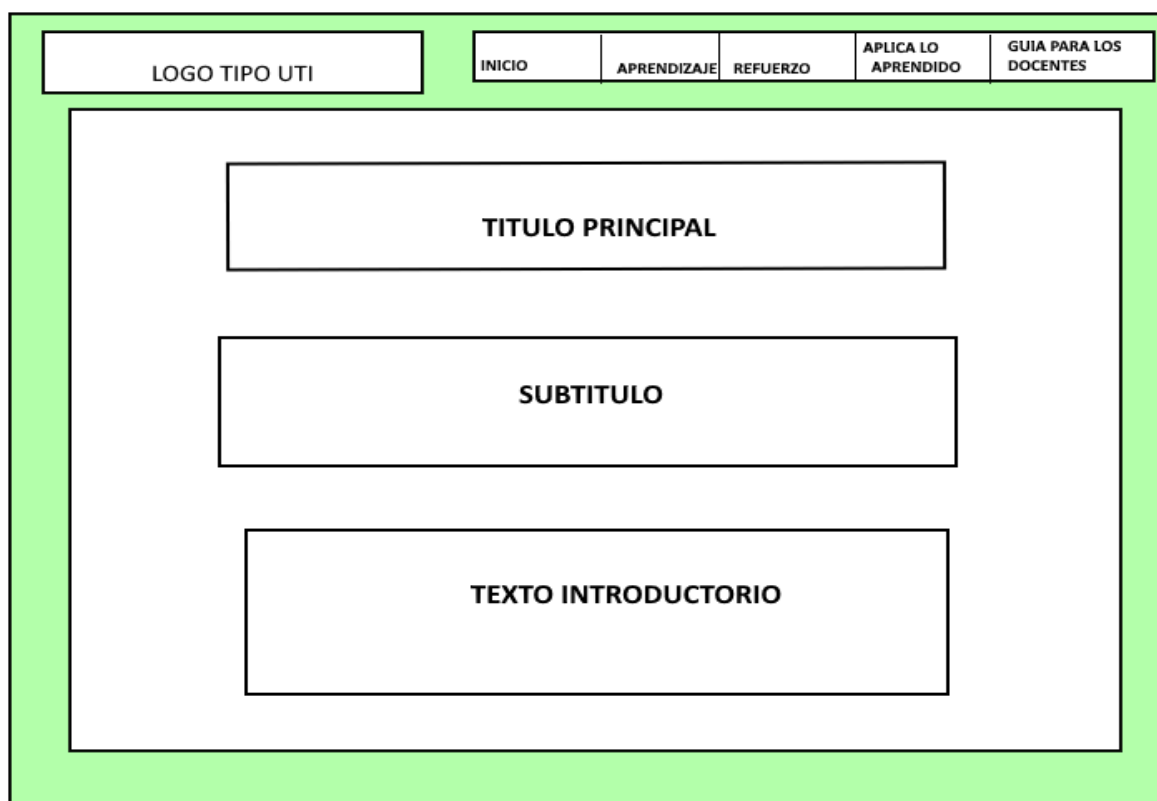 LOGO TIPO UTI
INICIO
APRENDIZAJE
REFUERZO
APLICA LO
APRENDIDO
GUIA PARA LOS
DOCENTES
TITULO PRINCIPAL
SUBTITULO
TEXTO INTRODUCTORIO